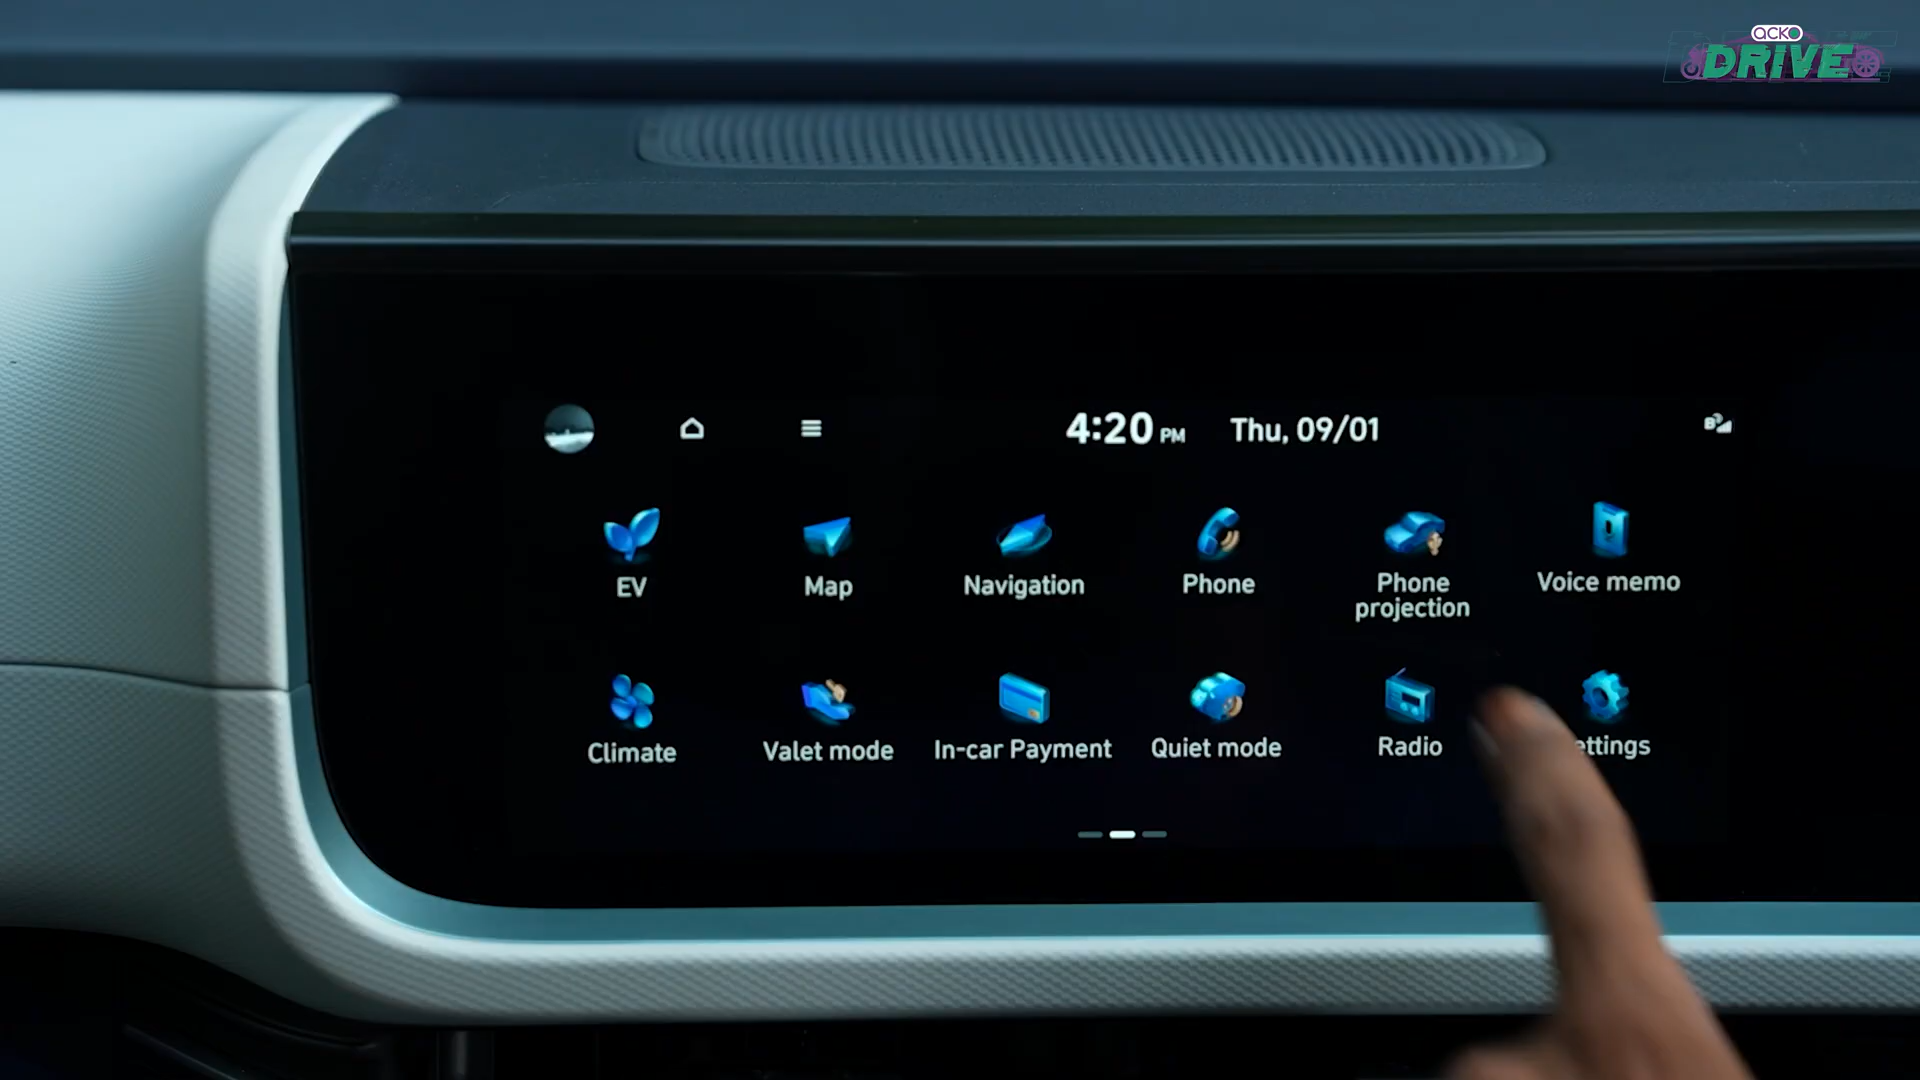 acko
DRIVE
4:20 PM Thu, 09/01
EV
Map
Navigation
Phone
Phone
projection
Voice memo
Climate
Valet mode
In-car Payment
Quiet mode
Radio
ettings